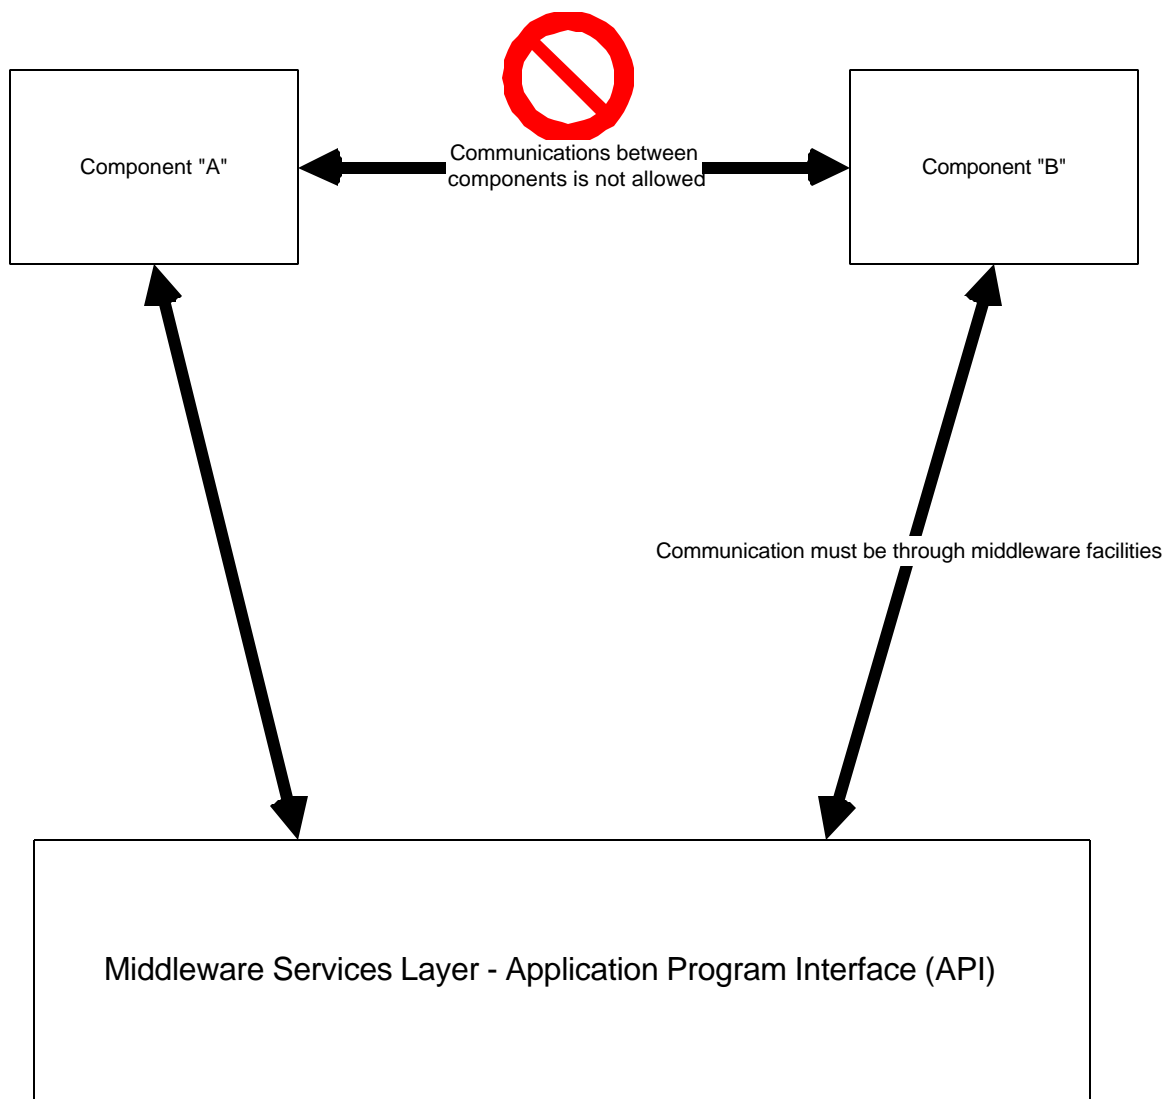 Component "A"
Communications between
components is not allowed
Component "B"
Communication must be through middleware facilities
Middleware Services Layer - Application Program Interface (API)